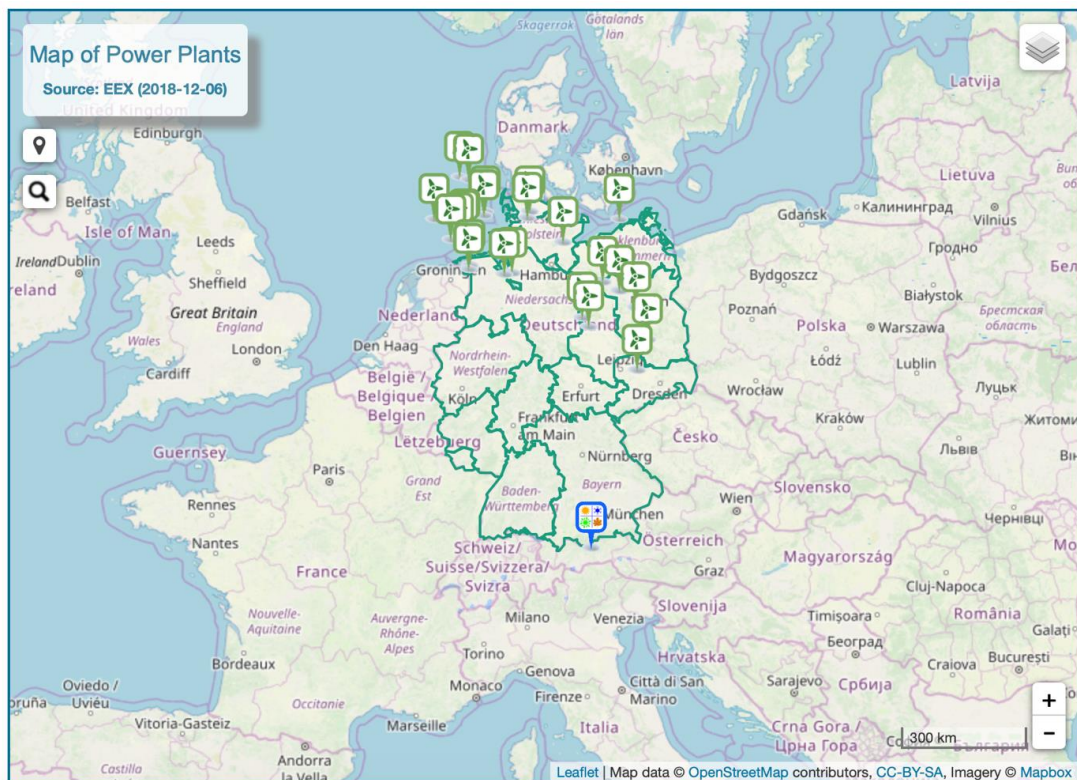 Map of Power Plants
Source: EEX (2018-12-06)
Skagerrak
Götalands
län
Latvija
United Kingdom
Edinburgh
Danmark
København
Lietuva
Belfast
Isle of Man
Gdańsk
Калининград
Vilnius
Leeds
Гродно
Ireland
Dublin
Sheffield
Groningen
Hamburg
Bydgoszcz
Białystok
Great Britain
England
Nederland
Niedersachs
Poznań
Брестская
область
Wales
Deutschland
Polska
Warszawa
London
Den Haag
Nordrhein-
Westfalen
Leipzig
Łódź
Lublin
Cardiff
België /
Belgique /
Belgien
Köln
Erfurt
Dresden
Wrocław
Луцьк
Frankfurt
am Main
Kraków
Житоми
Guernsey
Lëtzebuerg
Česko
Львів
Paris
Nürnberg
Grand
Est
Baden-
Württemberg
Bayern
Slovensko
Rennes
Wien
München
Чернівці
Nantes
Schweiz/
Suisse/Svizzera/
Svizra
Österreich
Magyarország
France
Graz
Cluj-Napoca
Nouvelle-
Aquitaine
Auvergne-
Rhône-
Alpes
Milano
Venezia
Slovenija
Timișoara
România
Torino
Hrvatska
Београд
Galați
Bordeaux
Genova
Craiova
București
Oviedo /
Uviéu
Monaco
Firenze
Città di San
Marino
Sarajevo
Србија
Occitanie
Vitoria-Gasteiz
Marseille
Italia
Crna Gora /
Црна Гора
300 km
Castilla
Andorra
la Vella
+
−
Leaflet | Map data © OpenStreetMap contributors, CC-BY-SA, Imagery © Mapbox